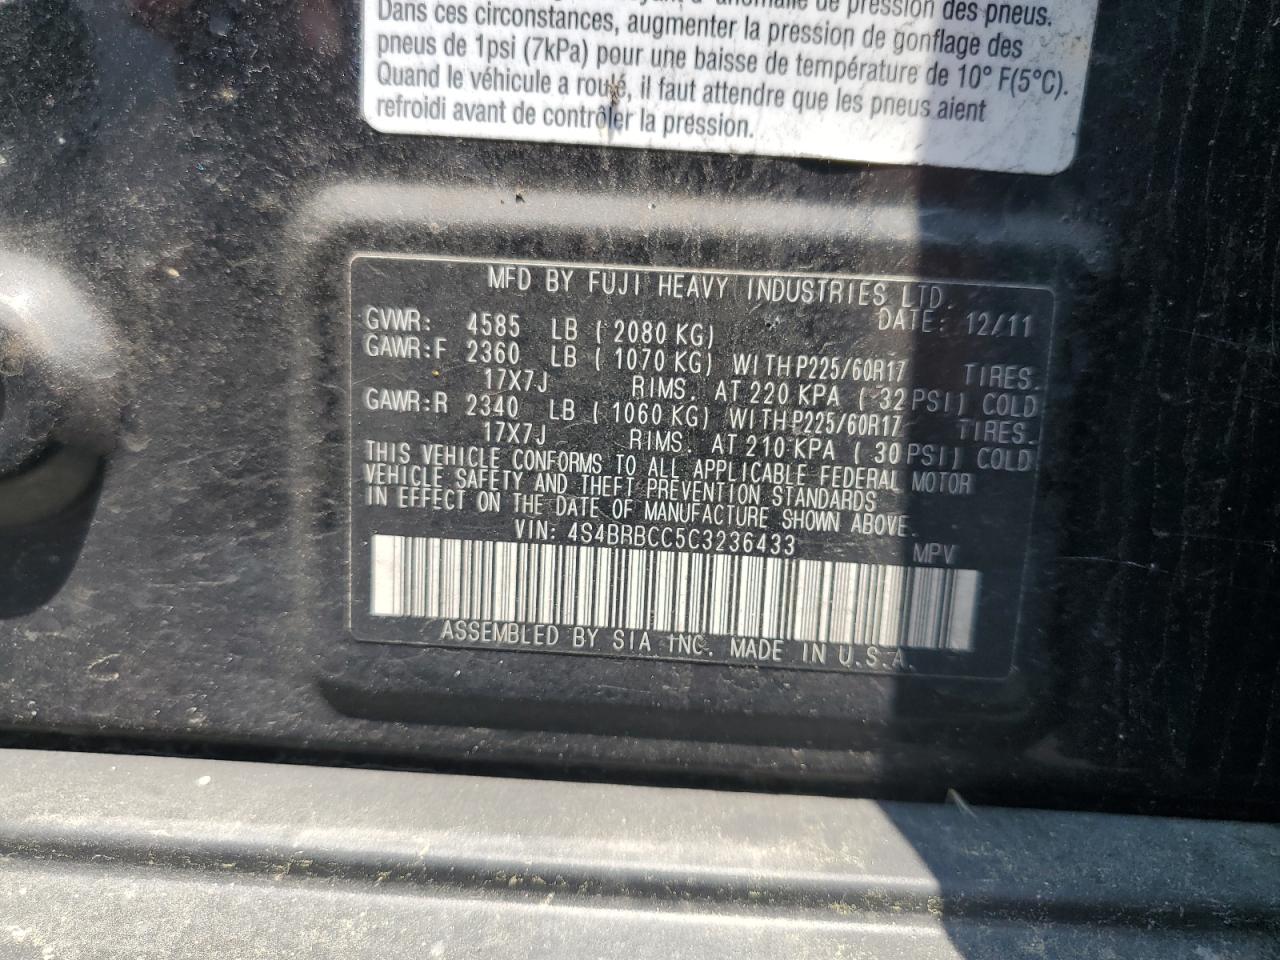 de pression des pneus.
Dans ces circonstances, augmenter la pression de gonflage des
pneus de 1psi (7kPa) pour une baisse de température de 10° F(5°C).
Quand le véhicule a roulé, il faut attendre que les pneus aient
refroidi avant de contrôler la pression.
MFD BY FUJI HEAVY INDUSTRIES LTD.
GVWR: 4585 LB ( 2080 KG) DATE: 12/11
GAWR:F 2360 LB ( 1070 KG) WITH P225/60R17 TIRES.
17X7J RIMS. AT 220 KPA ( 32 PSI) COLD
GAWR:R 2340 LB ( 1060 KG) WITH P225/60R17 TIRES.
17X7J RIMS. AT 210 KPA ( 30 PSI) COLD
THIS VEHICLE CONFORMS TO ALL APPLICABLE FEDERAL MOTOR
VEHICLE SAFETY AND THEFT PREVENTION STANDARDS
IN EFFECT ON THE DATE OF MANUFACTURE SHOWN ABOVE.
VIN: 4S4BRBCC5C3236433 MPV
ASSEMBLED BY SIA INC. MADE IN U.S.A.